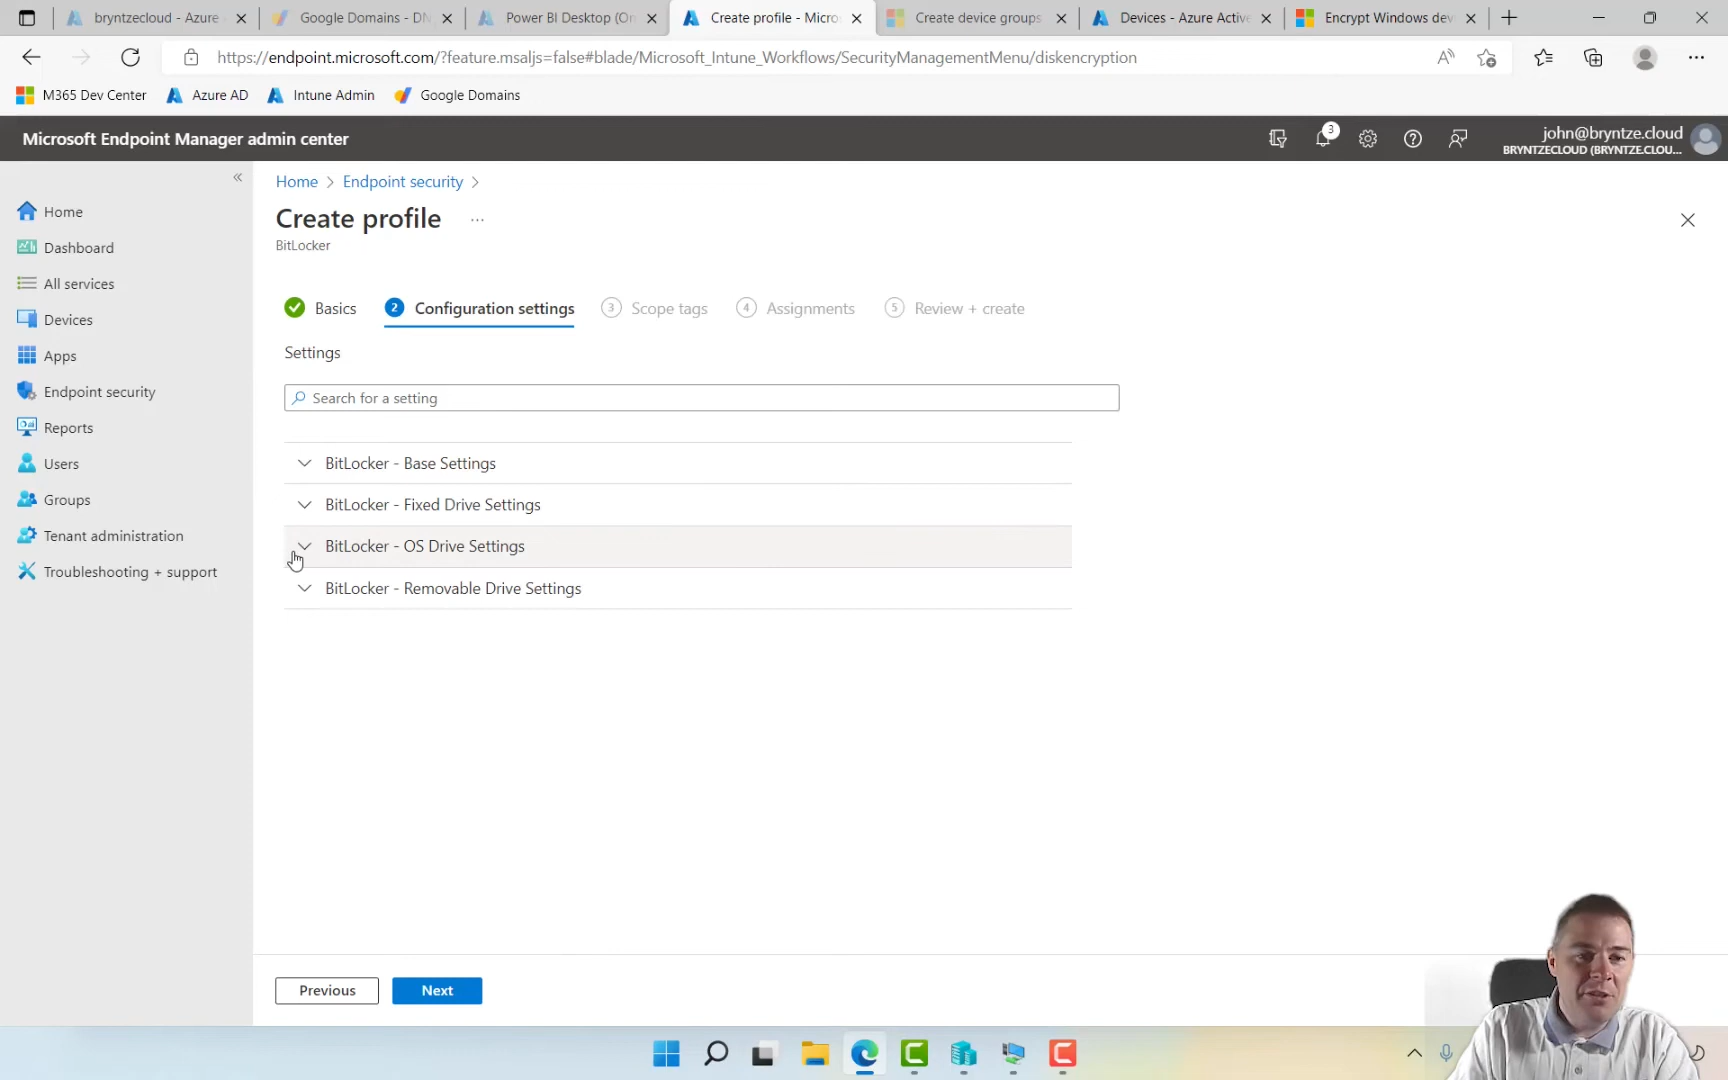 bryntzecloud - Azure
Google Domains - DN
Power BI Desktop (On
Create profile - Micro
Create device groups
Devices - Azure Active
Encrypt Windows dev
https://endpoint.microsoft.com/?feature.msaljs=false#blade/Microsoft_Intune_Workflows/SecurityManagementMenu/diskencryption
M365 Dev Center
Azure AD
Intune Admin
Google Domains
Microsoft Endpoint Manager admin center
3
john@bryntze.cloud
BRYNTZECLOUD (BRYNTZE.CLOU...
Home
Dashboard
All services
Devices
Apps
Endpoint security
Reports
Users
Groups
Tenant administration
Troubleshooting + support
Home > Endpoint security >
Create profile ...
BitLocker
Basics
2 Configuration settings
3 Scope tags
4 Assignments
5 Review + create
Settings
Search for a setting
BitLocker - Base Settings
BitLocker - Fixed Drive Settings
BitLocker - OS Drive Settings
BitLocker - Removable Drive Settings
Previous
Next